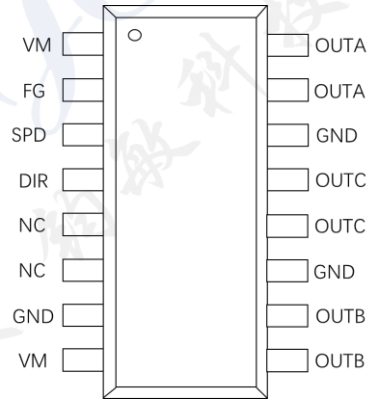 VM OUTA
FG OUTA
SPD GND
DIR OUTC
NC OUTC
NC GND
GND OUTB
VM OUTB